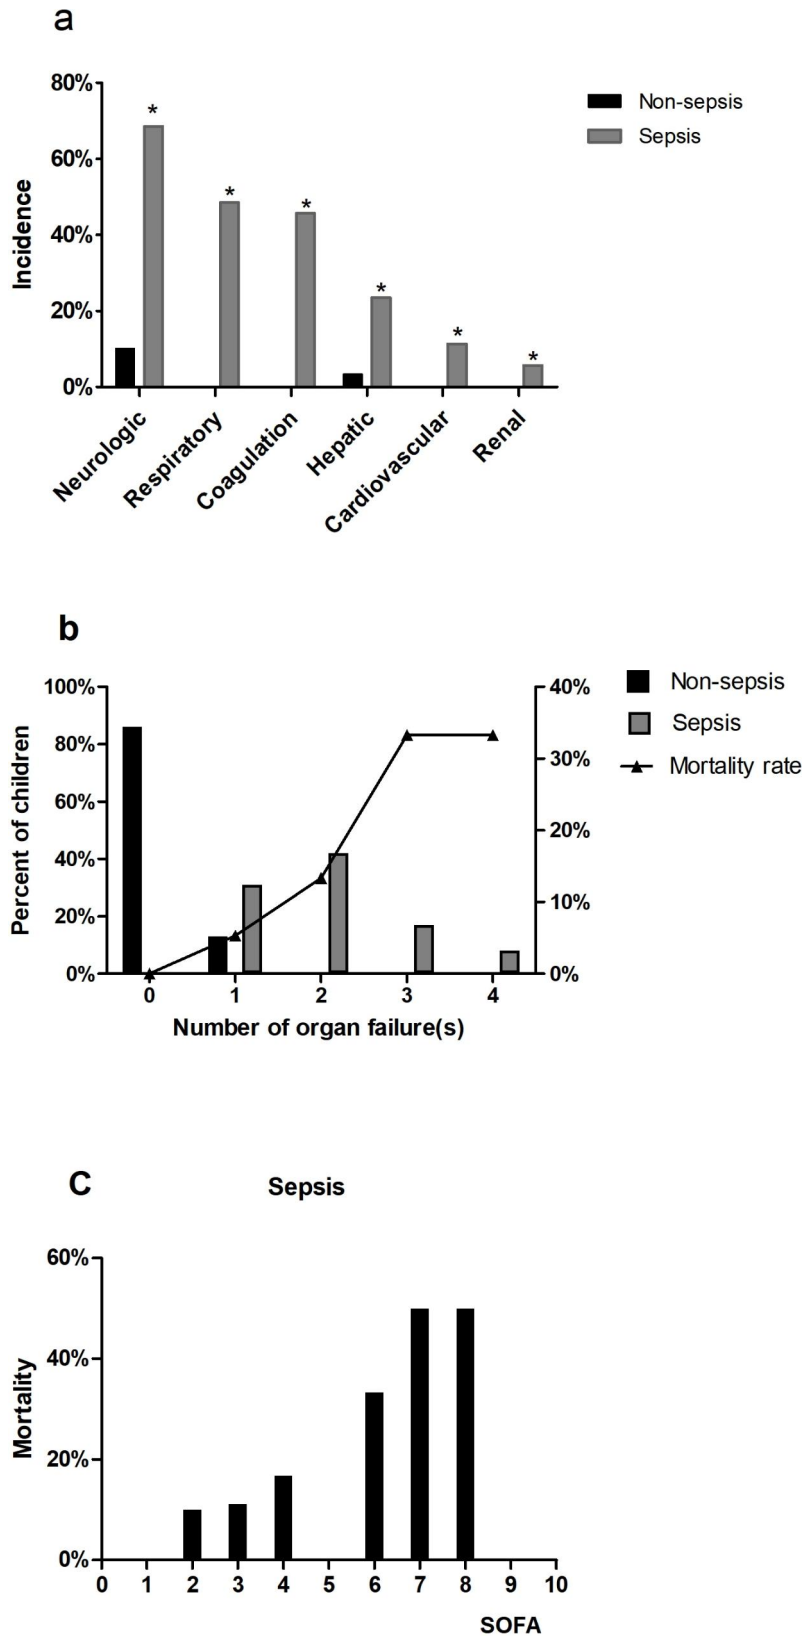 a
80%
60%
40%
20%
0%
Incidence
Non-sepsis
Sepsis
*
*
*
*
*
*
Neurologic
Respiratory
Coagulation
Hepatic
Cardiovascular
Renal
b
100%
80%
60%
40%
20%
0%
Percent of children
40%
30%
20%
10%
0%
Non-sepsis
Sepsis
Mortality rate
0 1 2 3 4
Number of organ failure(s)
C
Sepsis
60%
40%
20%
0%
Mortality
0 1 2 3 4 5 6 7 8 9 10
SOFA